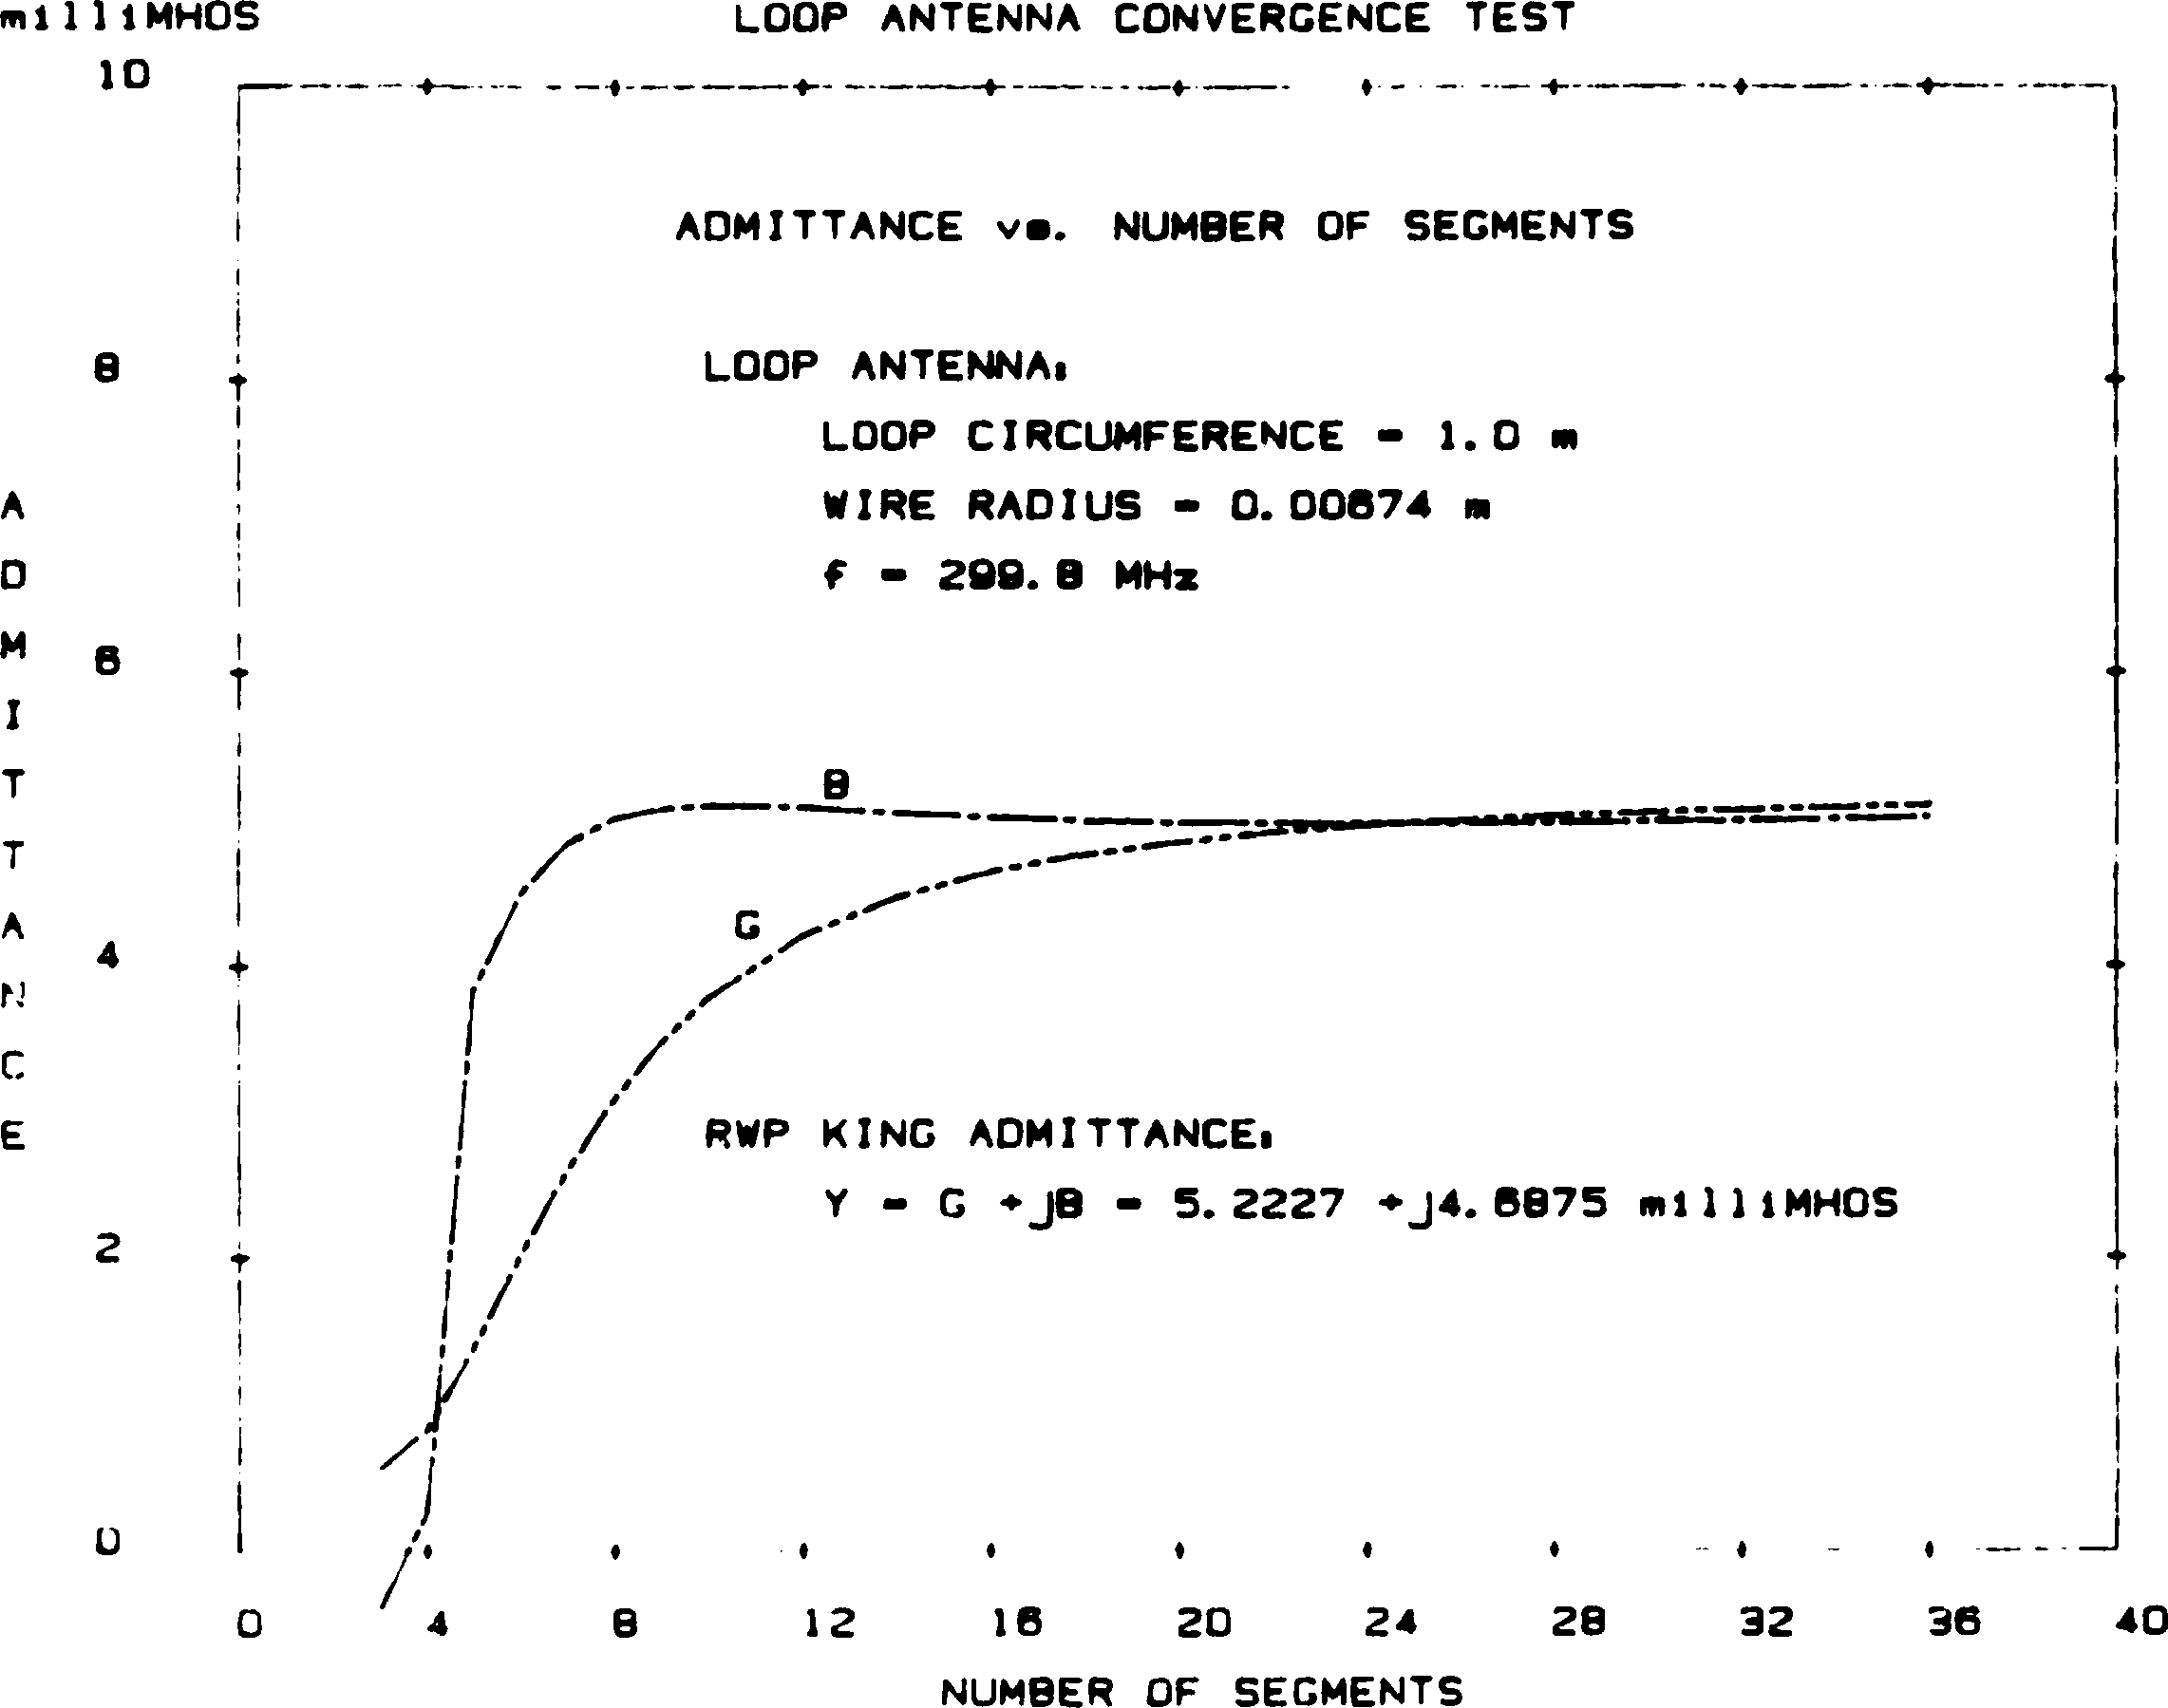 milliMHOS
LOOP ANTENNA CONVERGENCE TEST
10
ADMITTANCE vs. NUMBER OF SEGMENTS
8
LOOP ANTENNA:
LOOP CIRCUMFERENCE = 1.0 m
WIRE RADIUS = 0.00674 m
f = 299.8 MHz
ADMITTANCE
6
B
G
4
RWP KING ADMITTANCE:
Y = G +jB = 5.2227 +j4.6875 milliMHOS
2
0
0 4 8 12 16 20 24 28 32 36 40
NUMBER OF SEGMENTS